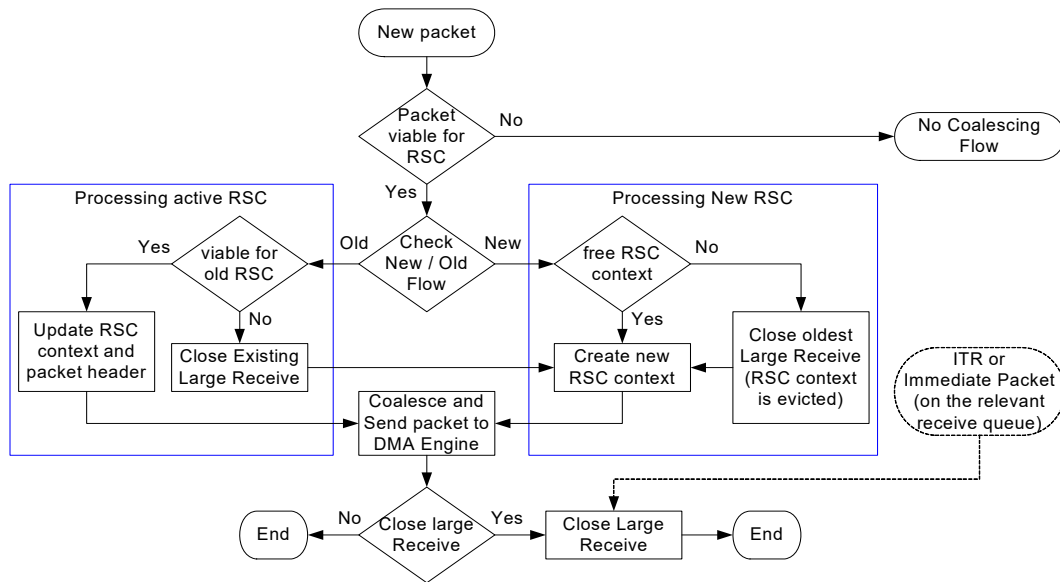 New packet
Packet
viable for
RSC
No
No Coalescing
Flow
Yes
Processing active RSC
Processing New RSC
Yes
viable for
old RSC
Old
Check
New / Old
Flow
New
free RSC
context
No
No
Yes
Update RSC
context and
packet header
Close Existing
Large Receive
Create new
RSC context
Close oldest
Large Receive
(RSC context
is evicted)
ITR or
Immediate Packet
(on the relevant
receive queue)
Coalesce and
Send packet to
DMA Engine
End
No
Close large
Receive
Yes
Close Large
Receive
End